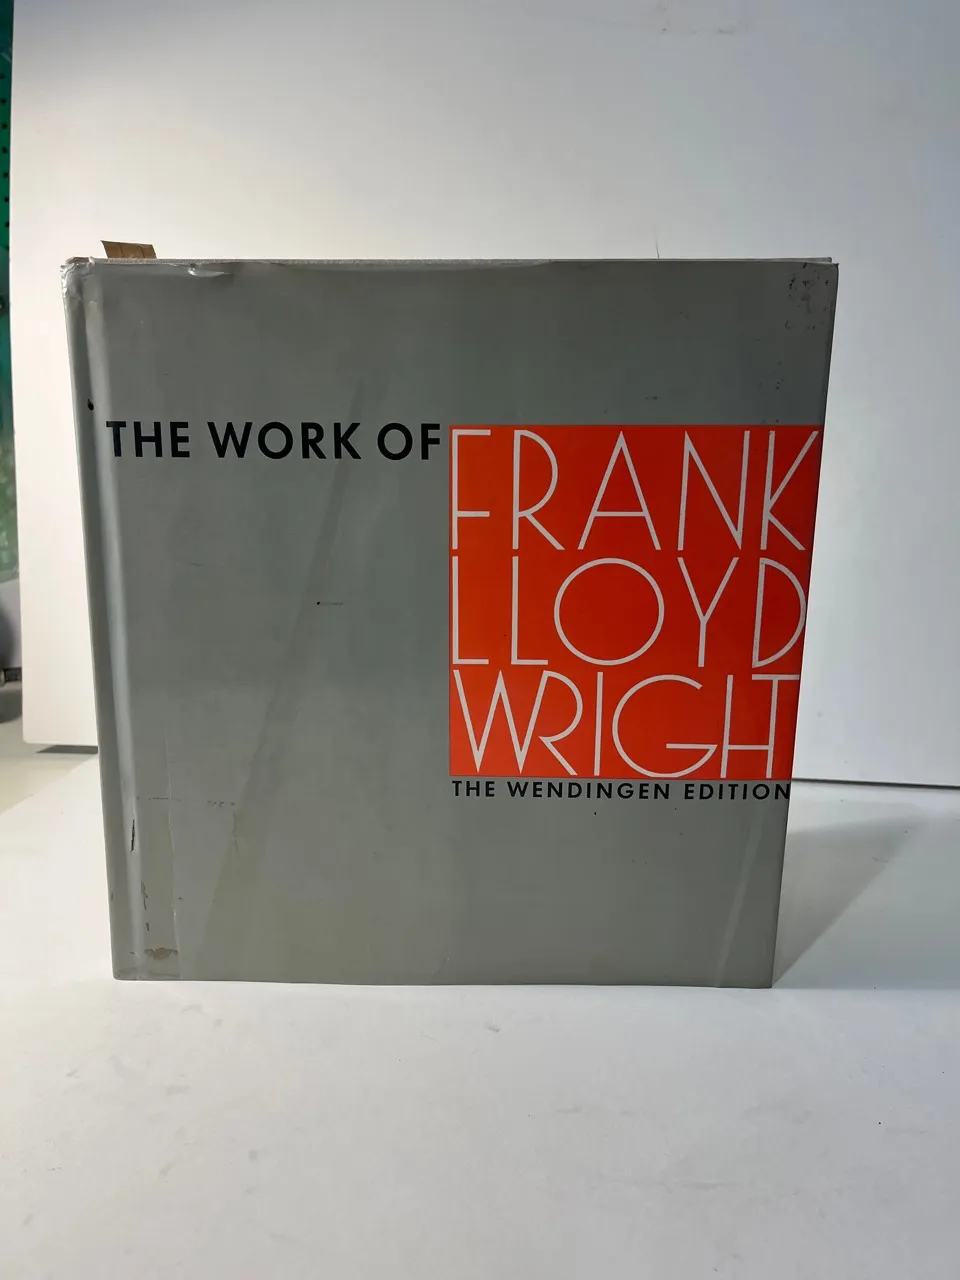 THE WORK OF FRANK
LLOYD
WRIGHT
THE WENDINGEN EDITION